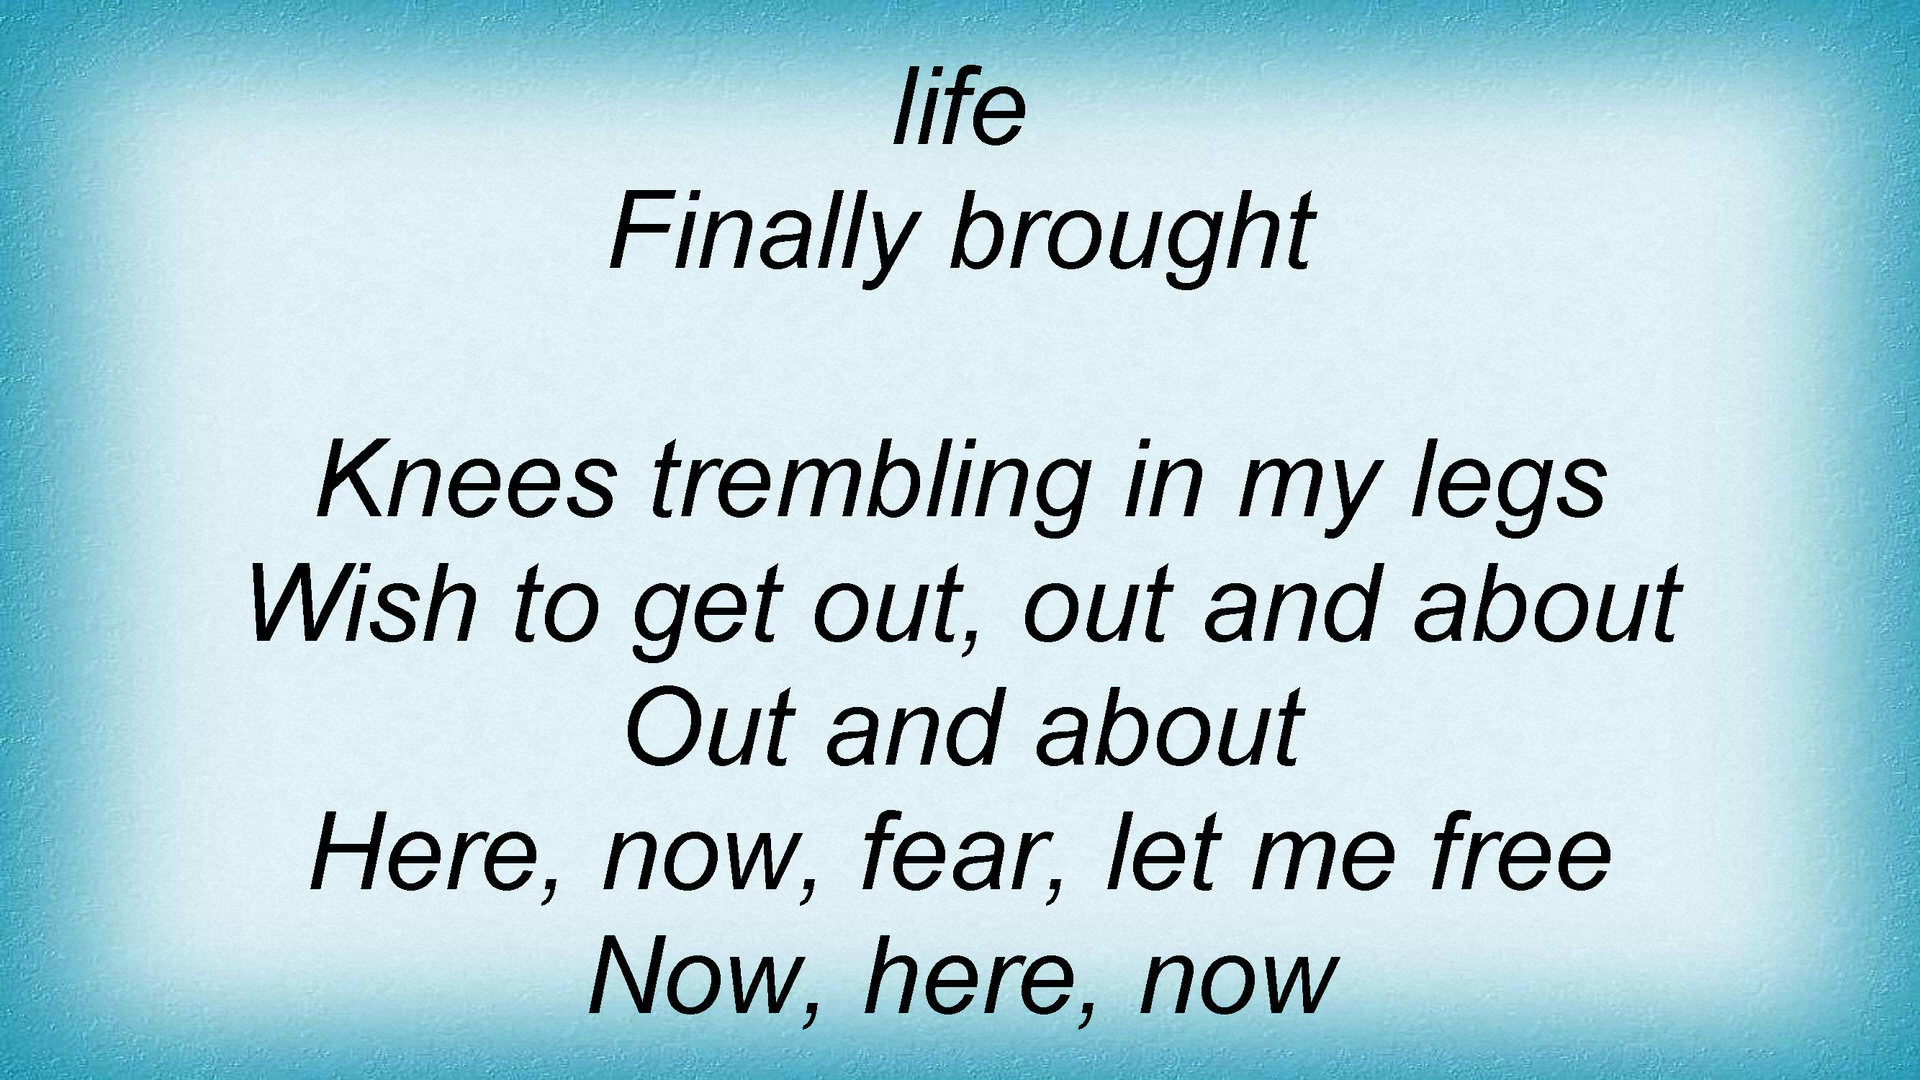 life
Finally brought
Knees trembling in my legs
Wish to get out, out and about
Out and about
Here, now, fear, let me free
Now, here, now